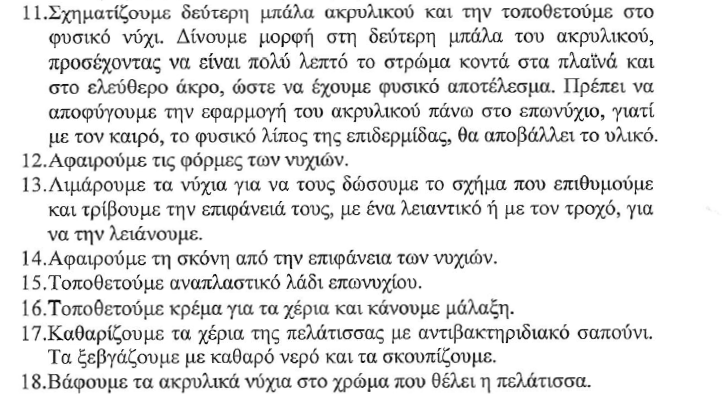 11.Σχηματίζουμε δεύτερη μπάλα ακρυλικού και την τοποθετούμε στο
φυσικό νύχι. Δίνουμε μορφή στη δεύτερη μπάλα του ακρυλικού,
προσέχοντας να είναι πολύ λεπτό το στρώμα κοντά στα πλαϊνά και
στο ελεύθερο άκρο, ώστε να έχουμε φυσικό αποτέλεσμα. Πρέπει να
αποφύγουμε την εφαρμογή του ακρυλικού πάνω στο επωνύχιο, γιατί
με τον καιρό, το φυσικό λίπος της επιδερμίδας, θα αποβάλλει το υλικό.
12.Αφαιρούμε τις φόρμες των νυχιών.
13.Λιμάρουμε τα νύχια για να τους δώσουμε το σχήμα που επιθυμούμε
και τρίβουμε την επιφάνειά τους, με ένα λειαντικό ή με τον τροχό, για
να την λειάνουμε.
14.Αφαιρούμε τη σκόνη από την επιφάνεια των νυχιών.
15.Τοποθετούμε αναπλαστικό λάδι επωνυχίου.
16.Τοποθετούμε κρέμα για τα χέρια και κάνουμε μάλαξη.
17.Καθαρίζουμε τα χέρια της πελάτισσας με αντιβακτηριδιακό σαπούνι.
Τα ξεβγάζουμε με καθαρό νερό και τα σκουπίζουμε.
18.Βάφουμε τα ακρυλικά νύχια στο χρώμα που θέλει η πελάτισσα.